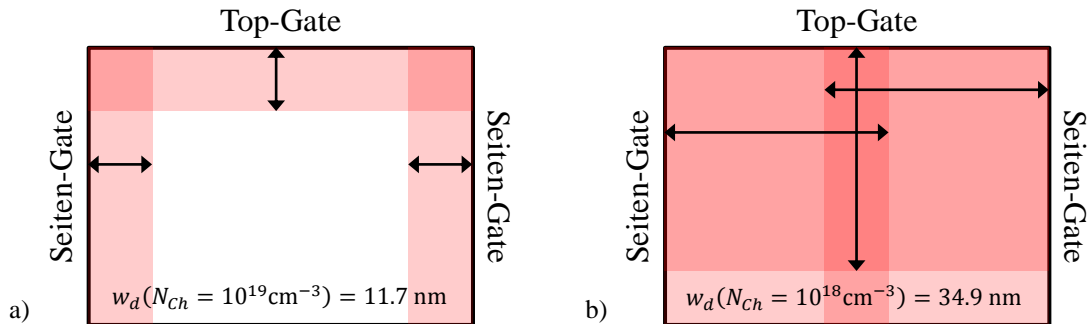 Top-Gate
Seiten-Gate
Seiten-Gate
a)
w_d(N_Ch = 10^19 cm^−3) = 11.7 nm
Top-Gate
Seiten-Gate
Seiten-Gate
b)
w_d(N_Ch = 10^18 cm^−3) = 34.9 nm